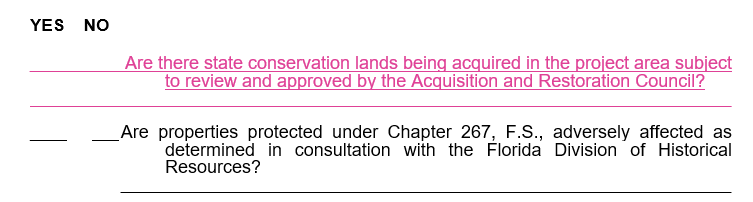 YES NO
Are there state conservation lands being acquired in the project area subject
to review and approved by the Acquisition and Restoration Council?
Are properties protected under Chapter 267, F.S., adversely affected as
determined in consultation with the Florida Division of Historical
Resources?